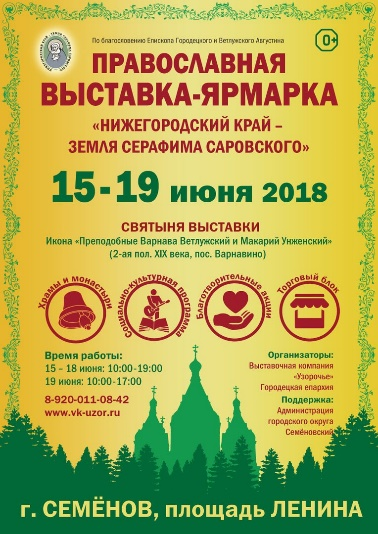 По благословению Епископа Городецкого и Ветлужского Августина
0+
ПРАВОСЛАВНАЯ
ВЫСТАВКА-ЯРМАРКА
«НИЖЕГОРОДСКИЙ КРАЙ –
ЗЕМЛЯ СЕРАФИМА САРОВСКОГО»
15-19 июня 2018
СВЯТЫНЯ ВЫСТАВКИ
Икона «Преподобные Варнава Ветлужский и Макарий Унженский»
(2-ая пол. XIX века, пос. Варнавино)
Храмы и монастыри
Социально-культурная программа
Благотворительные акции
Торговый блок
Время работы:
15 – 18 июня: 10:00-19:00
19 июня: 10:00-17:00
8-920-011-08-42
www.vk-uzor.ru
Организаторы:
Выставочная компания
«Узорочье»
Городецкая епархия
Поддержка:
Администрация
городского округа
Семёновский
г. СЕМЁНОВ, площадь ЛЕНИНА